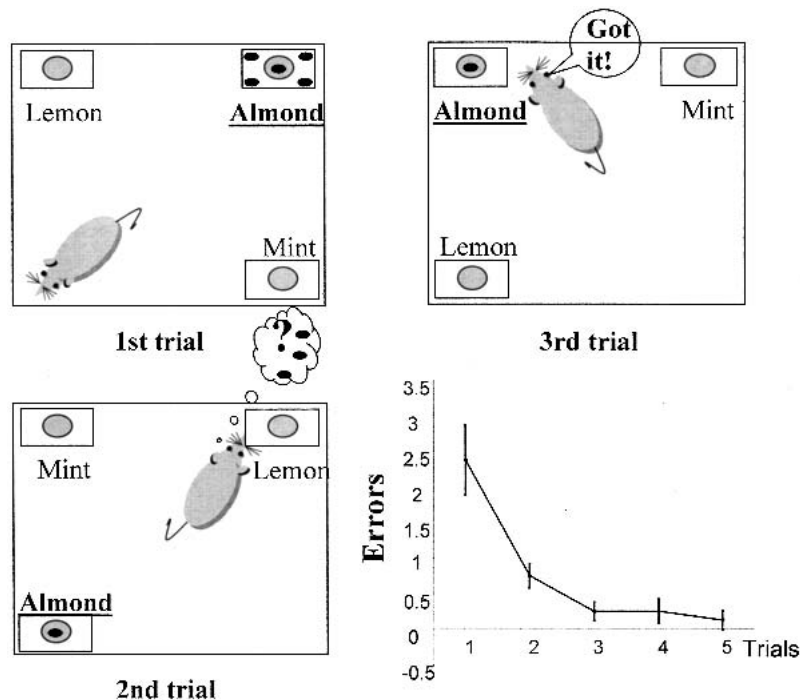 Lemon
Almond
Mint
1st trial
Got
it!
Almond
Mint
Lemon
3rd trial
?
Mint
Lemon
Almond
2nd trial
Errors
3.5
3
2.5
2
1.5
1
0.5
0
-0.5
1 2 3 4 5 Trials